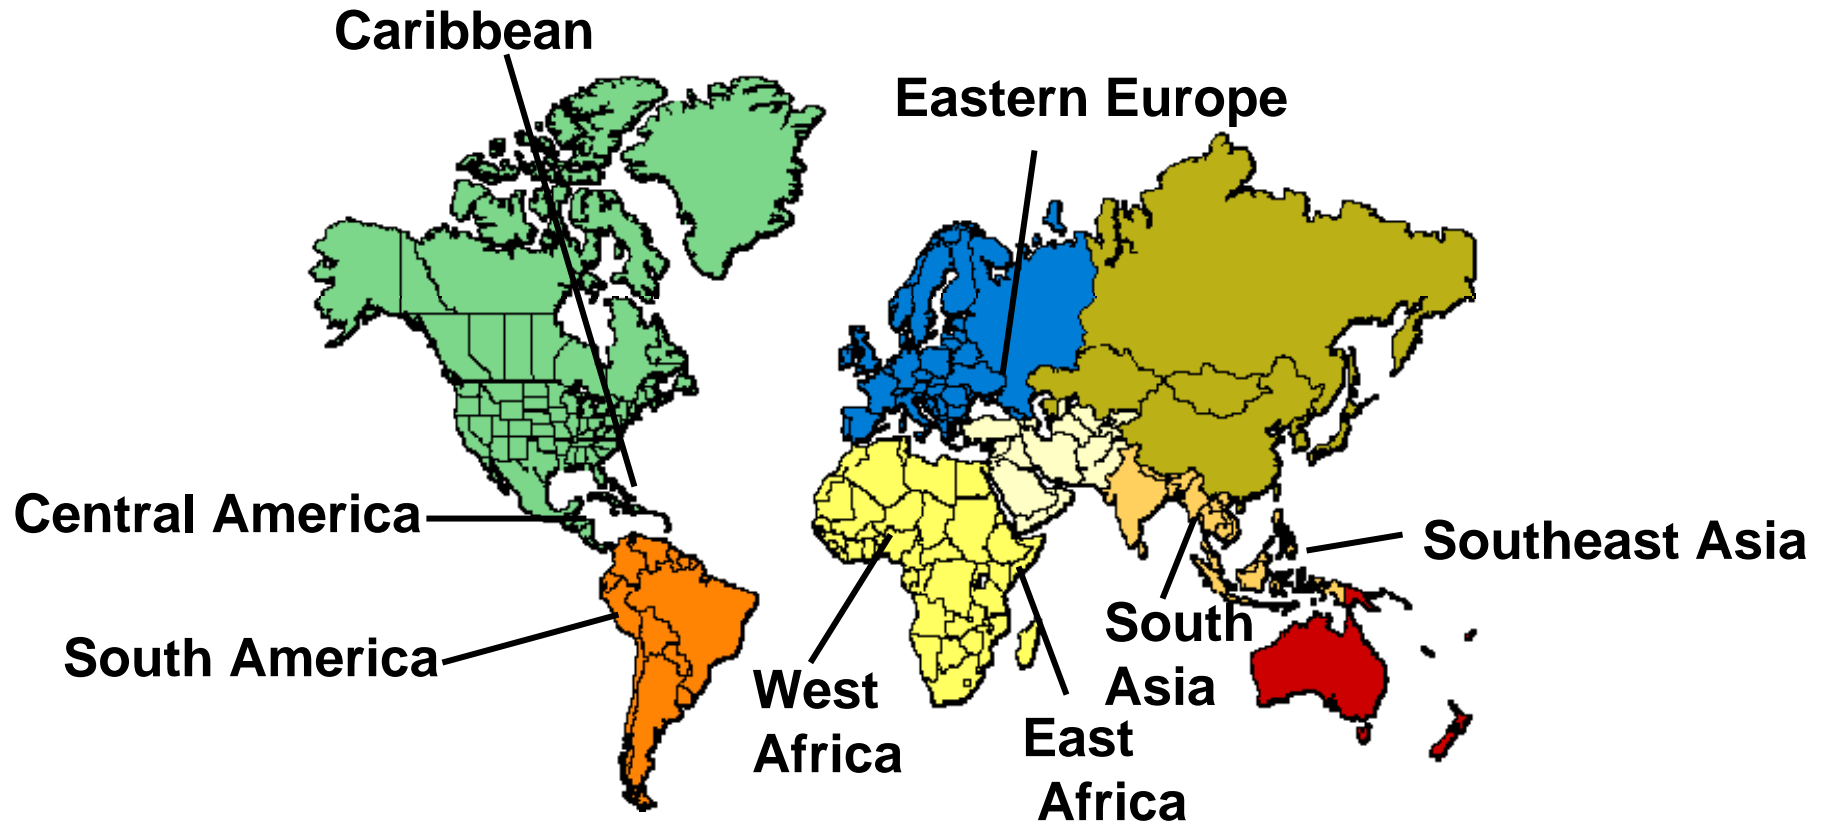 Caribbean
Eastern Europe
Central America
Southeast Asia
South America
South
Asia
West
Africa
East
Africa